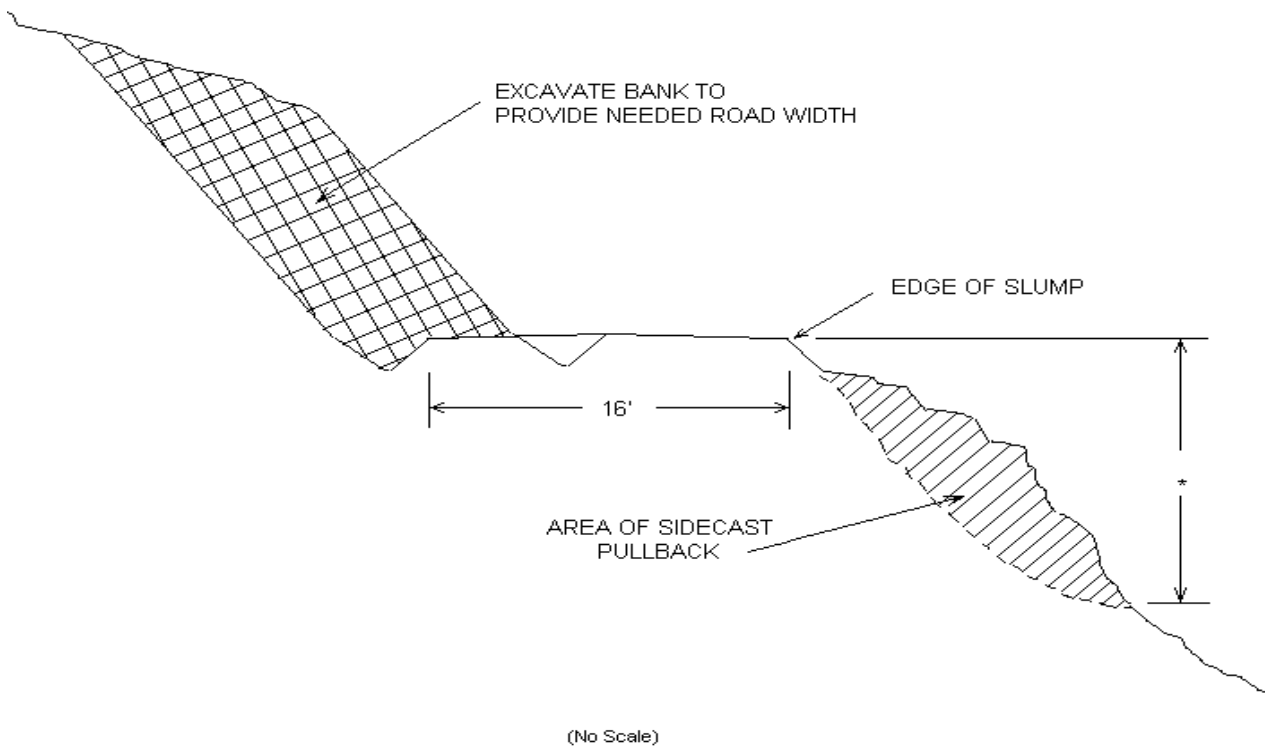 EXCAVATE BANK TO
PROVIDE NEEDED ROAD WIDTH
EDGE OF SLUMP
16'
*
AREA OF SIDECAST
PULLBACK
(No Scale)